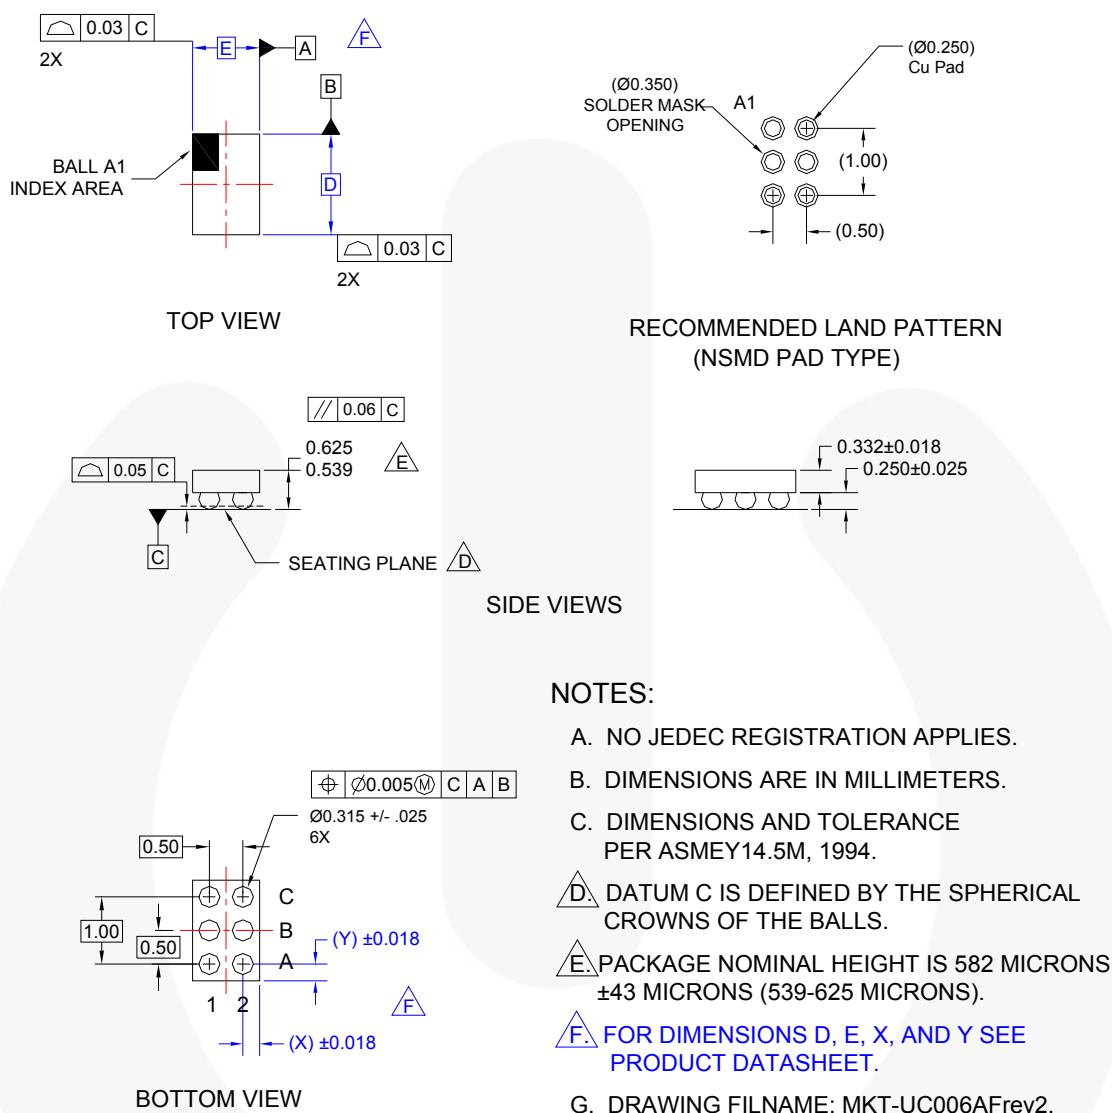 0.03 C
2X
E
A
F
B
BALL A1
INDEX AREA
D
0.03 C
2X
TOP VIEW
(Ø0.250)
Cu Pad
(Ø0.350)
SOLDER MASK
OPENING
A1
(1.00)
(0.50)
RECOMMENDED LAND PATTERN
(NSMD PAD TYPE)
// 0.06 C
0.625
0.539
E
0.05 C
C
SEATING PLANE D
0.332±0.018
0.250±0.025
SIDE VIEWS
Ø0.005Ⓜ C A B
Ø0.315 +/- .025
6X
0.50
C
1.00
B
0.50
A
(Y) ±0.018
1 2
F
(X) ±0.018
BOTTOM VIEW
NOTES:
A. NO JEDEC REGISTRATION APPLIES.
B. DIMENSIONS ARE IN MILLIMETERS.
C. DIMENSIONS AND TOLERANCE
PER ASMEY14.5M, 1994.
D. DATUM C IS DEFINED BY THE SPHERICAL
CROWNS OF THE BALLS.
E. PACKAGE NOMINAL HEIGHT IS 582 MICRONS
±43 MICRONS (539-625 MICRONS).
F. FOR DIMENSIONS D, E, X, AND Y SEE
PRODUCT DATASHEET.
G. DRAWING FILNAME: MKT-UC006AFrev2.